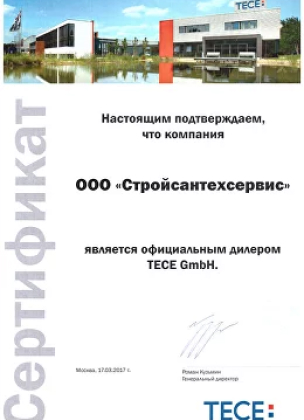 TECE:
Сертификат
Настоящим подтверждаем,
что компания
ООО «Стройсантехсервис»
является официальным дилером
TECE GmbH.
Москва, 17.03.2017 г.
Роман Кузьмин
Генеральный директор
TECE: